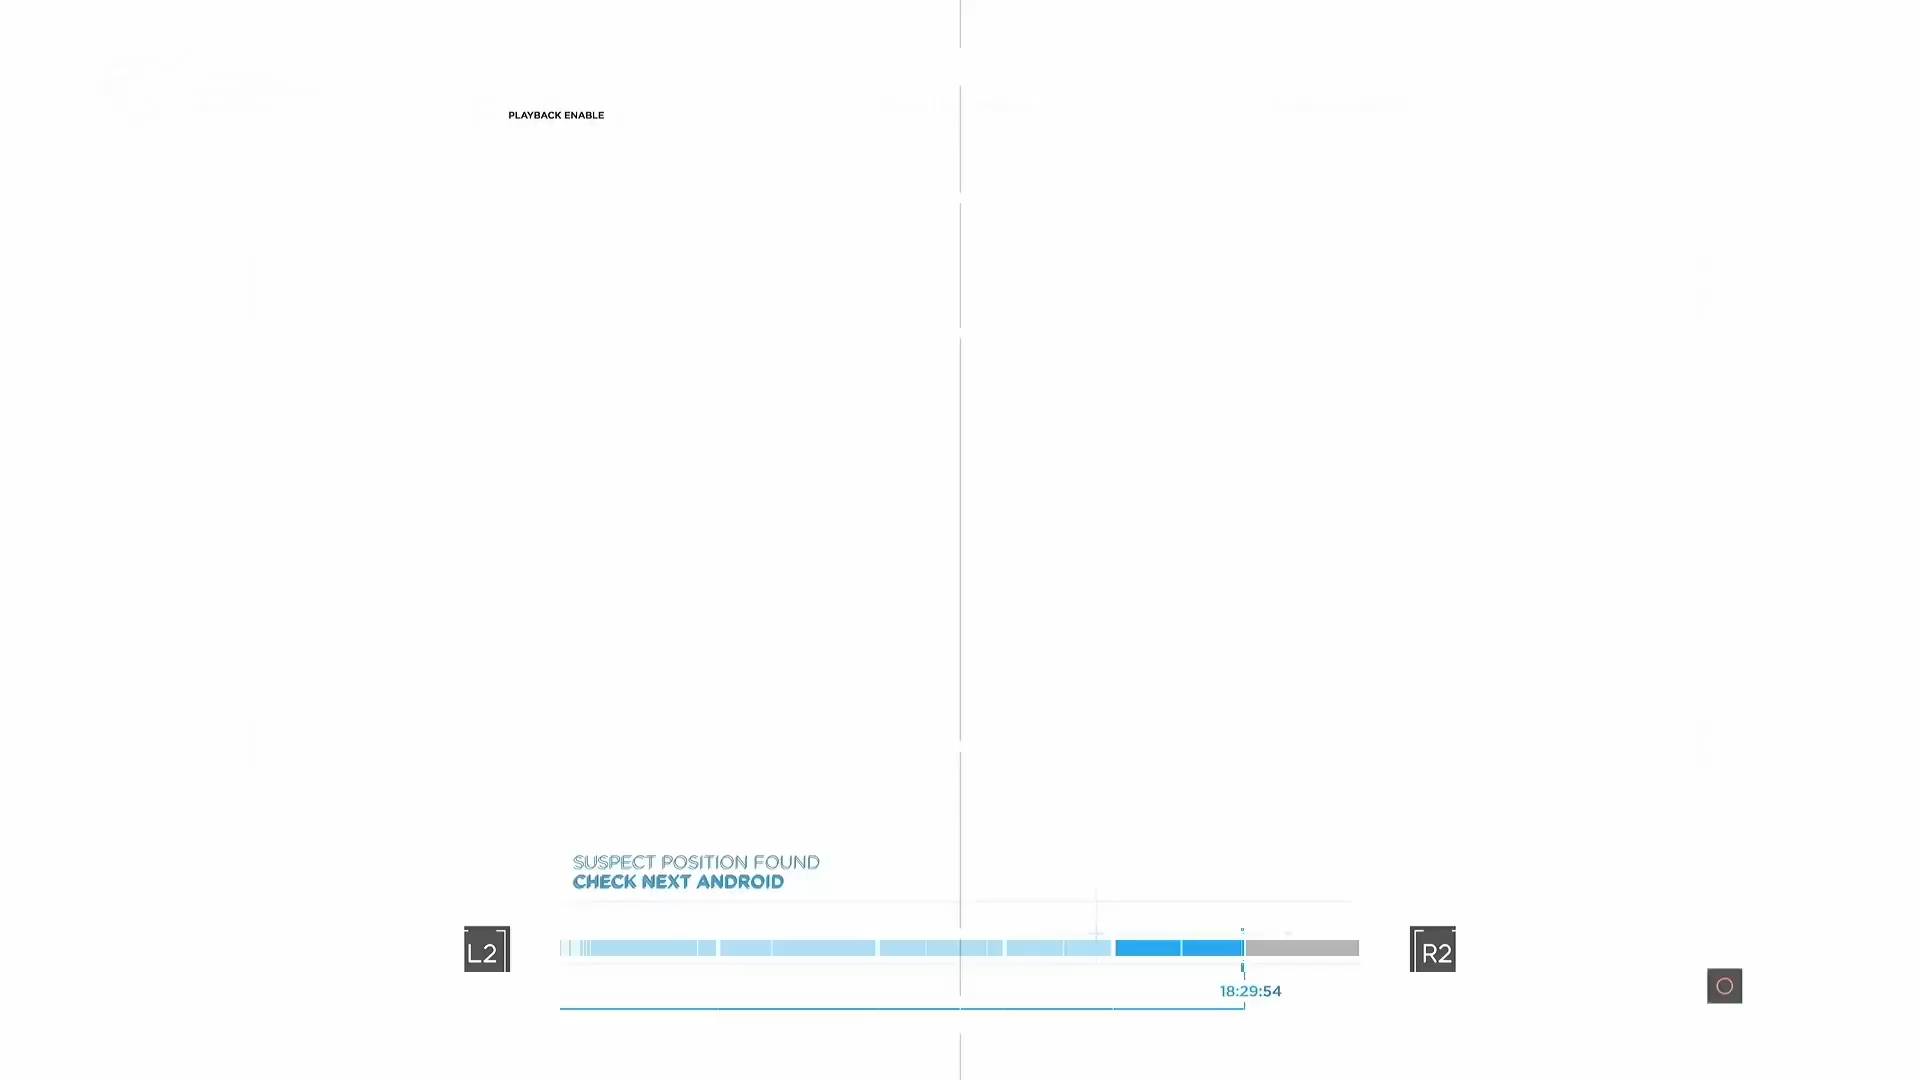 PLAYBACK ENABLE
SUSPECT POSITION FOUND
CHECK NEXT ANDROID
L2
R2
18:29:54